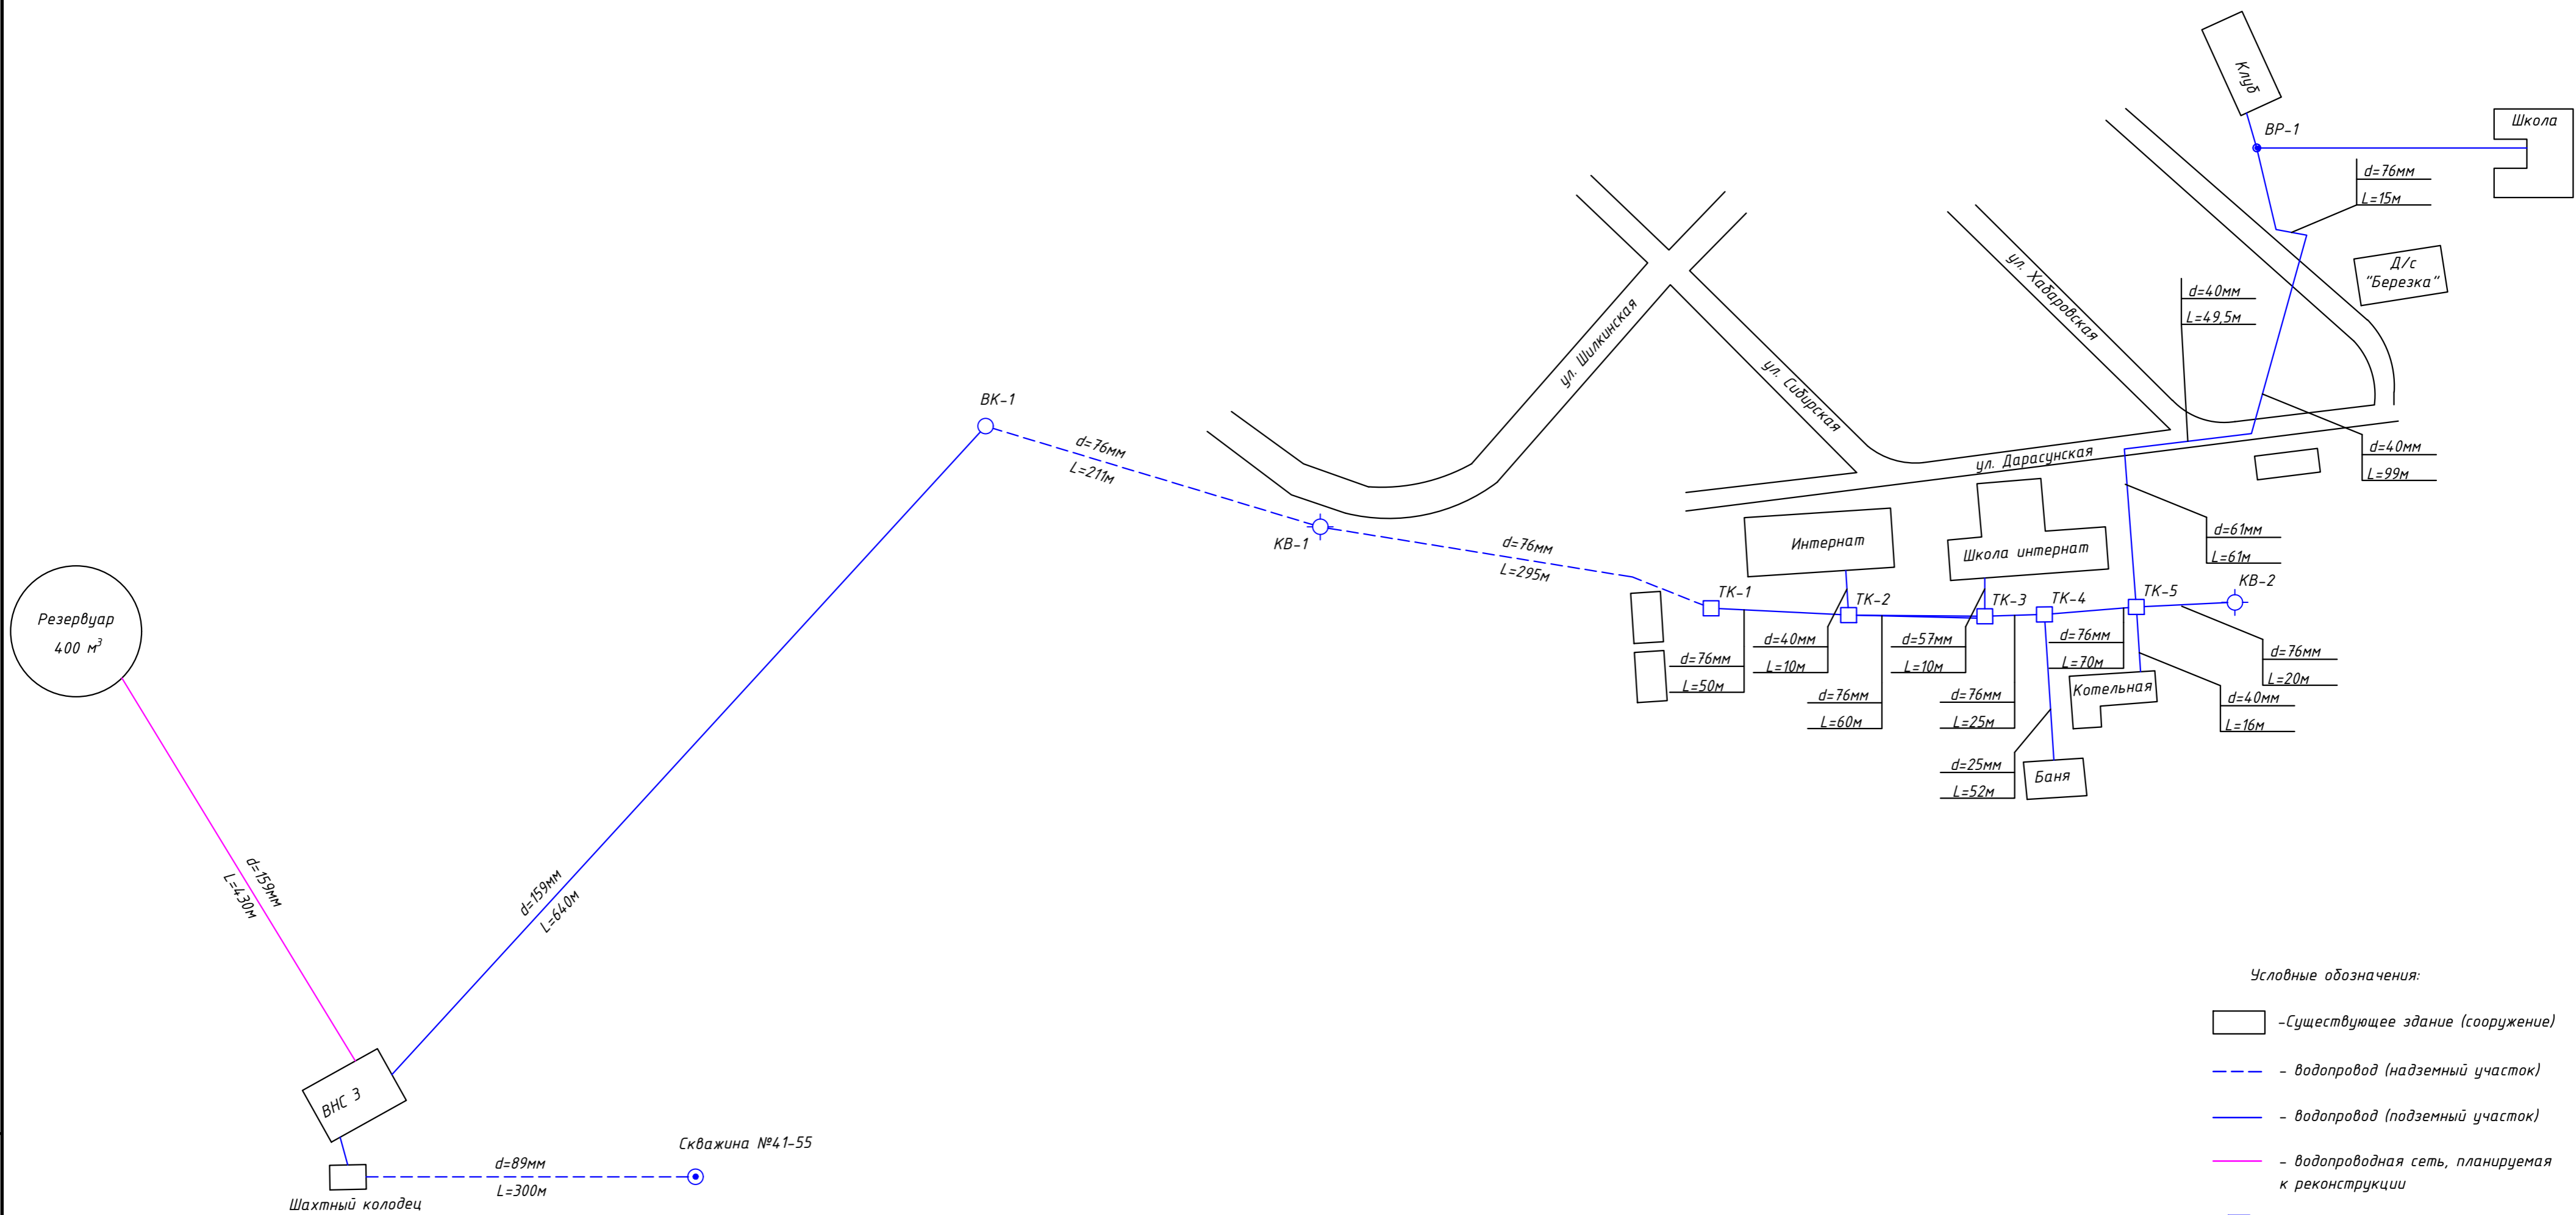 Клуб
ВР-1
Школа
d=76мм
L=15м
Д/с
"Березка"
ул. Хабаровская
d=40мм
L=49,5м
ул. Шилкинская
ул. Сибирская
ВК-1
d=76мм
L=211м
ул. Дарасунская
d=40мм
L=99м
КВ-1
d=76мм
L=295м
Интернат
Школа интернат
d=61мм
L=61м
Резервуар
400 м³
ТК-1
ТК-2
ТК-3
ТК-4
ТК-5
КВ-2
d=76мм
L=50м
d=40мм
L=10м
d=57мм
L=10м
d=76мм
L=70м
d=76мм
L=20м
d=76мм
L=60м
d=76мм
L=25м
Котельная
d=40мм
L=16м
d=25мм
L=52м
Баня
d=159мм
L=430м
d=159мм
L=640м
ВНС 3
Скважина №41-55
d=89мм
L=300м
Шахтный колодец
Условные обозначения:
-Существующее здание (сооружение)
- водопровод (надземный участок)
- водопровод (подземный участок)
- водопроводная сеть, планируемая
к реконструкции